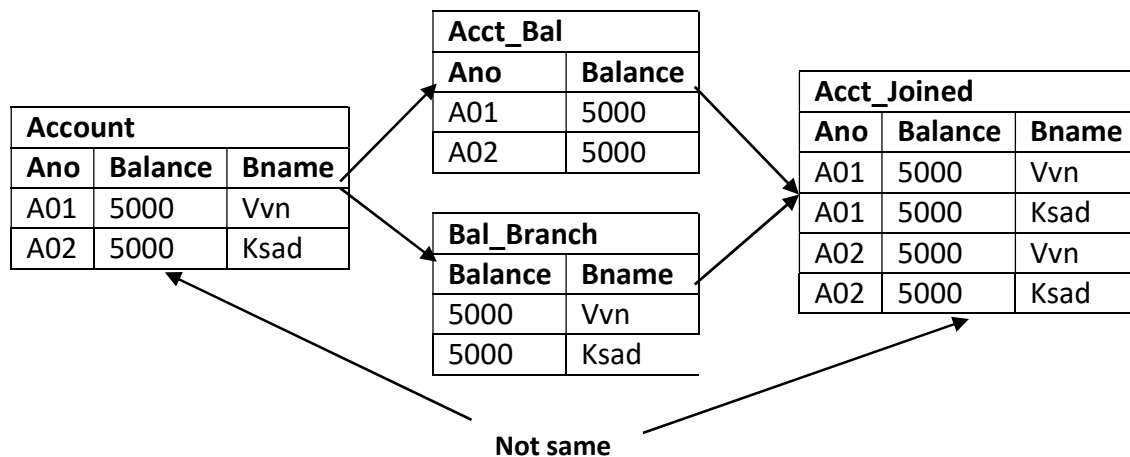 Account
Ano Balance Bname
A01 5000 Vvn
A02 5000 Ksad
Acct_Bal
Ano Balance
A01 5000
A02 5000
Bal_Branch
Balance Bname
5000 Vvn
5000 Ksad
Acct_Joined
Ano Balance Bname
A01 5000 Vvn
A01 5000 Ksad
A02 5000 Vvn
A02 5000 Ksad
Not same